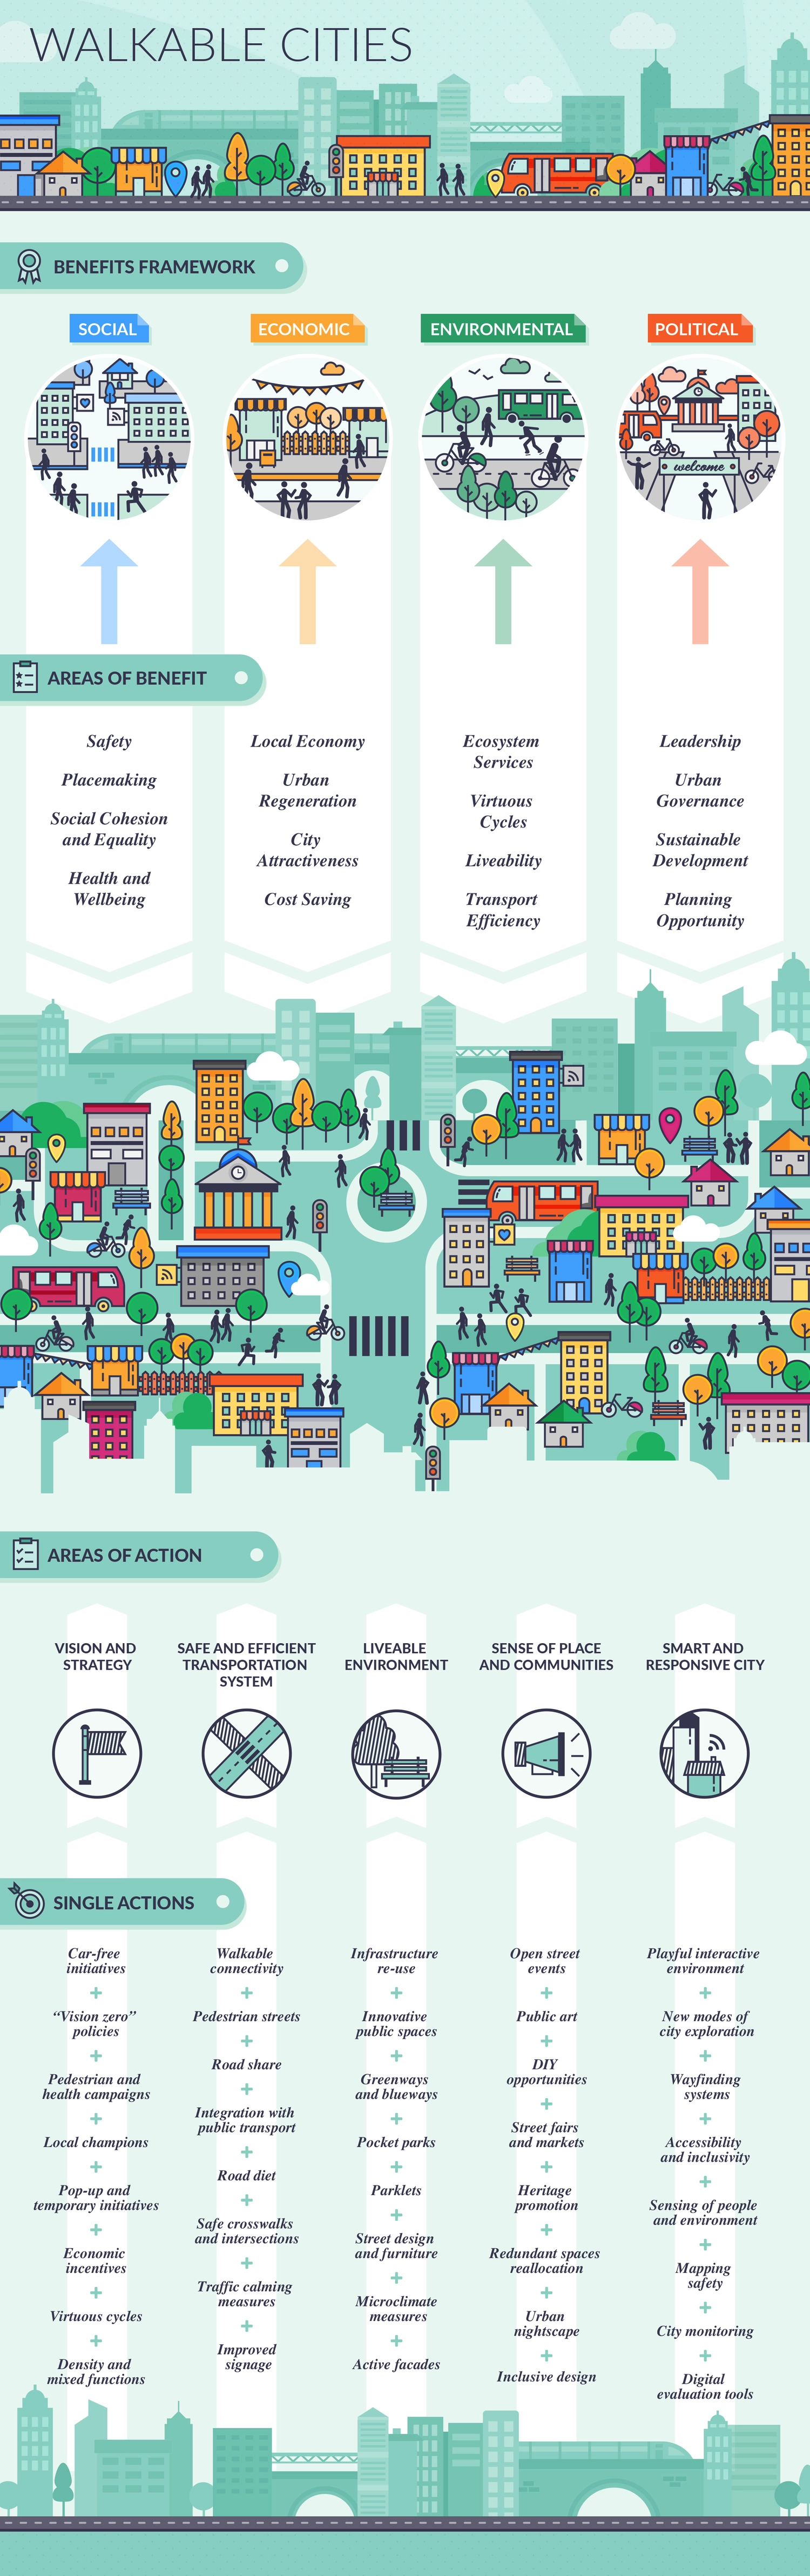 WALKABLE CITIES
BENEFITS FRAMEWORK
SOCIAL
ECONOMIC
ENVIRONMENTAL
POLITICAL
welcome
AREAS OF BENEFIT
Safety
Placemaking
Social Cohesion
and Equality
Health and
Wellbeing
Local Economy
Urban
Regeneration
City
Attractiveness
Cost Saving
Ecosystem
Services
Virtuous
Cycles
Liveability
Transport
Efficiency
Leadership
Urban
Governance
Sustainable
Development
Planning
Opportunity
AREAS OF ACTION
VISION AND
STRATEGY
SAFE AND EFFICIENT
TRANSPORTATION
SYSTEM
LIVEABLE
ENVIRONMENT
SENSE OF PLACE
AND COMMUNITIES
SMART AND
RESPONSIVE CITY
SINGLE ACTIONS
Car-free
initiatives
+
“Vision zero”
policies
+
Pedestrian and
health campaigns
+
Local champions
+
Pop-up and
temporary initiatives
+
Economic
incentives
+
Virtuous cycles
+
Density and
mixed functions
Walkable
connectivity
+
Pedestrian streets
+
Road share
+
Integration with
public transport
+
Road diet
+
Safe crosswalks
and intersections
+
Traffic calming
measures
+
Improved
signage
Infrastructure
re-use
+
Innovative
public spaces
+
Greenways
and blueways
+
Pocket parks
+
Parklets
+
Street design
and furniture
+
Microclimate
measures
+
Active facades
Open street
events
+
Public art
+
DIY
opportunities
+
Street fairs
and markets
+
Heritage
promotion
+
Redundant spaces
reallocation
+
Urban
nightscape
+
Inclusive design
Playful interactive
environment
+
New modes of
city exploration
+
Wayfinding
systems
+
Accessibility
and inclusivity
+
Sensing of people
and environment
+
Mapping
safety
+
City monitoring
+
Digital
evaluation tools